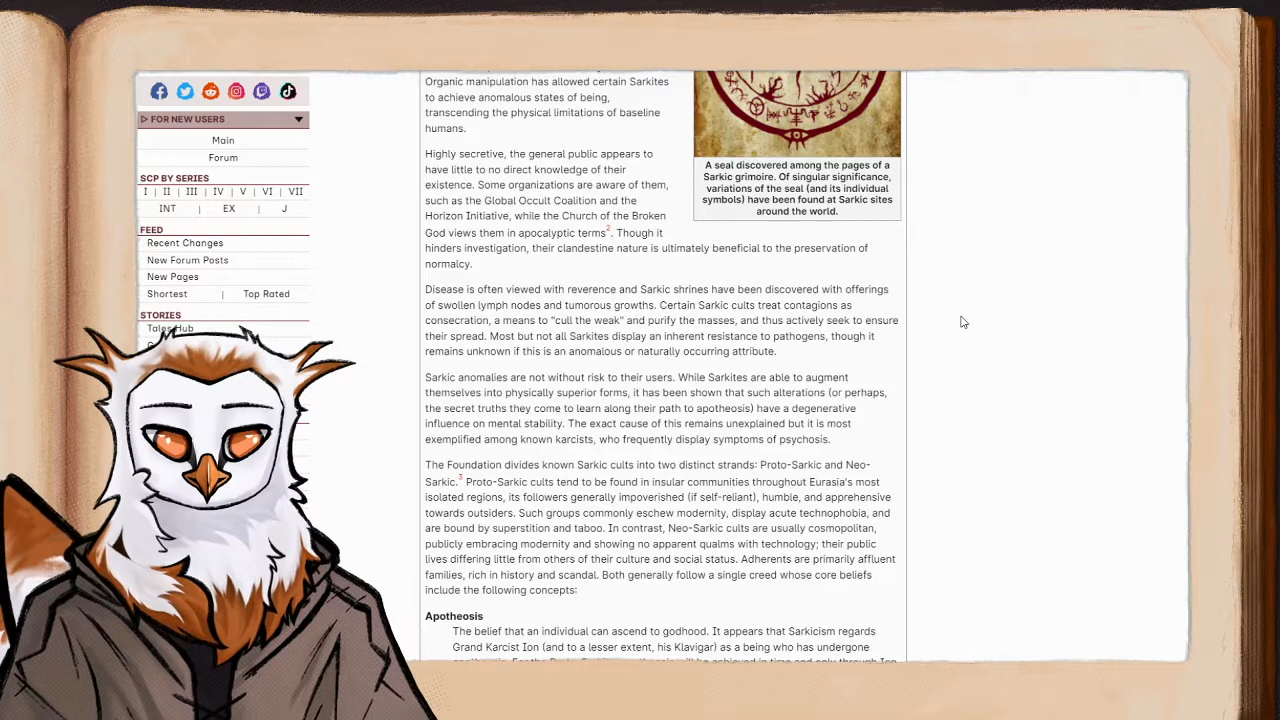 ▷ FOR NEW USERS
Main
Forum
SCP BY SERIES
I | II | III | IV | V | VI | VII
INT | EX | J
FEED
Recent Changes
New Forum Posts
New Pages
Shortest | Top Rated
STORIES
Tales Hub
Organic manipulation has allowed certain Sarkites
to achieve anomalous states of being,
transcending the physical limitations of baseline
humans.
Highly secretive, the general public appears to
have little to no direct knowledge of their
existence. Some organizations are aware of them,
such as the Global Occult Coalition and the
Horizon Initiative, while the Church of the Broken
God views them in apocalyptic terms2. Though it
hinders investigation, their clandestine nature is ultimately beneficial to the preservation of
normalcy.
A seal discovered among the pages of a
Sarkic grimoire. Of singular significance,
variations of the seal (and its individual
symbols) have been found at Sarkic sites
around the world.
Disease is often viewed with reverence and Sarkic shrines have been discovered with offerings
of swollen lymph nodes and tumorous growths. Certain Sarkic cults treat contagions as
consecration, a means to "cull the weak" and purify the masses, and thus actively seek to ensure
their spread. Most but not all Sarkites display an inherent resistance to pathogens, though it
remains unknown if this is an anomalous or naturally occurring attribute.
Sarkic anomalies are not without risk to their users. While Sarkites are able to augment
themselves into physically superior forms, it has been shown that such alterations (or perhaps,
the secret truths they come to learn along their path to apotheosis) have a degenerative
influence on mental stability. The exact cause of this remains unexplained but it is most
exemplified among known karcists, who frequently display symptoms of psychosis.
The Foundation divides known Sarkic cults into two distinct strands: Proto-Sarkic and Neo-
Sarkic.3 Proto-Sarkic cults tend to be found in insular communities throughout Eurasia's most
isolated regions, its followers generally impoverished (if self-reliant), humble, and apprehensive
towards outsiders. Such groups commonly eschew modernity, display acute technophobia, and
are bound by superstition and taboo. In contrast, Neo-Sarkic cults are usually cosmopolitan,
publicly embracing modernity and showing no apparent qualms with technology; their public
lives differing little from others of their culture and social status. Adherents are primarily affluent
families, rich in history and scandal. Both generally follow a single creed whose core beliefs
include the following concepts:
Apotheosis
The belief that an individual can ascend to godhood. It appears that Sarkicism regards
Grand Karcist Ion (and to a lesser extent, his Klavigar) as a being who has undergone